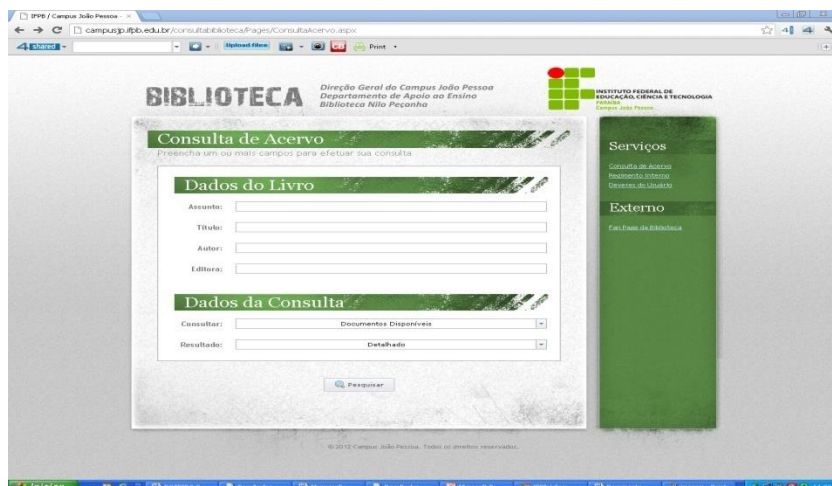 IFPB / Campus João Pessoa -
campusjp.ifpb.edu.br/consultabiblioteca/Pages/ConsultaAcervo.aspx
4 shared
Upload files
Print
BIBLIOTECA
Direção Geral do Campus João Pessoa
Departamento de Apoio ao Ensino
Biblioteca Nilo Peçanha
INSTITUTO FEDERAL DE
EDUCAÇÃO, CIÊNCIA E TECNOLOGIA
PARAÍBA
Campus João Pessoa
Consulta de Acervo
Preencha um ou mais campos para efetuar sua consulta
Dados do Livro
Assunto:
Título:
Autor:
Editora:
Dados da Consulta
Consultar:
Documentos Disponíveis
Resultado:
Detalhado
Pesquisar
Serviços
Consulta de Acervo
Regimento Interno
Deveres do Usuário
Externo
Fan Page da Biblioteca
© 2012 Campus João Pessoa. Todos os direitos reservados.